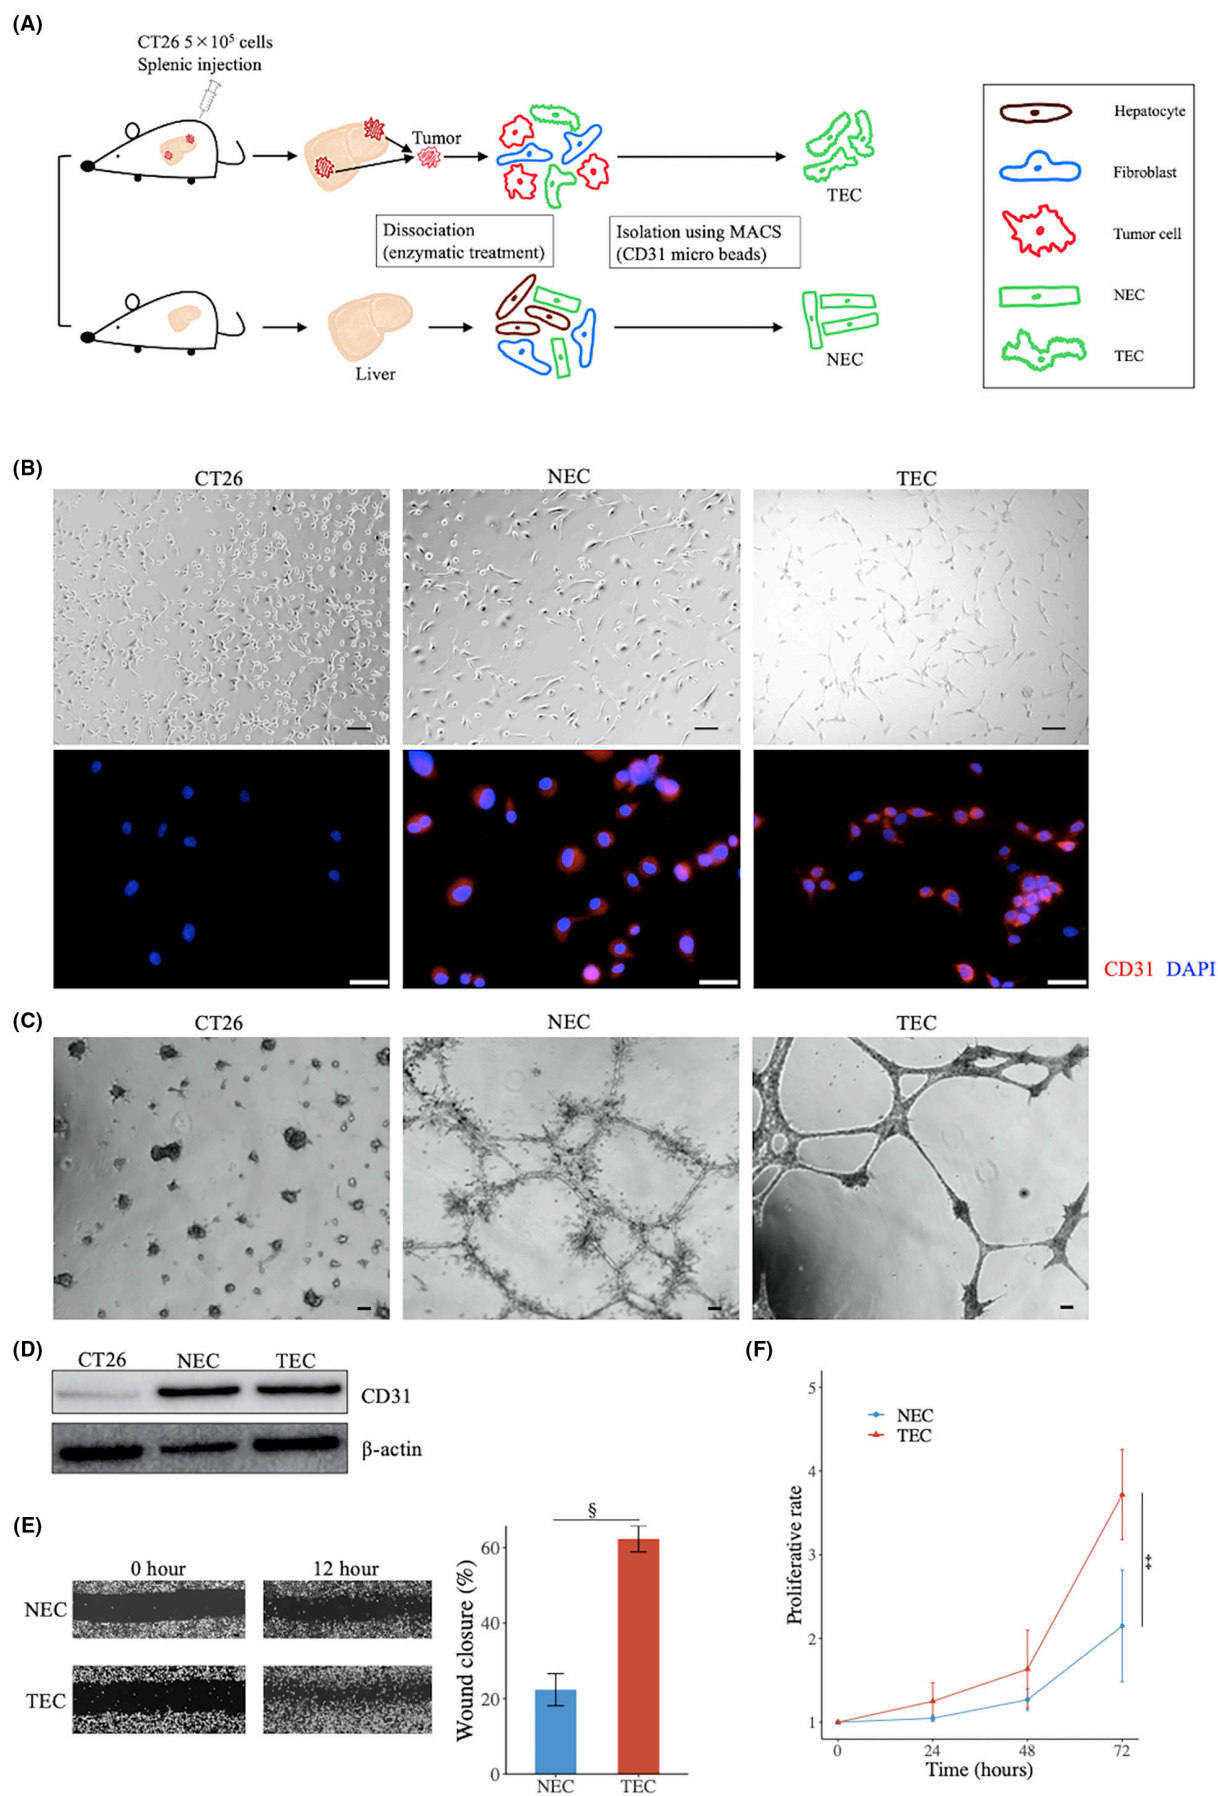 (A)
CT26 5×10⁵ cells
Splenic injection
Tumor
TEC
Dissociation
(enzymatic treatment)
Isolation using MACS
(CD31 micro beads)
Liver
NEC
Hepatocyte
Fibroblast
Tumor cell
NEC
TEC
(B)
CT26
NEC
TEC
CD31 DAPI
(C)
CT26
NEC
TEC
(D)
CT26
NEC
TEC
CD31
β-actin
(E)
0 hour
12 hour
NEC
TEC
§
Wound closure (%)
60
40
20
0
NEC
TEC
(F)
NEC
TEC
Proliferative rate
5
4
3
2
1
‡
0
24
48
72
Time (hours)